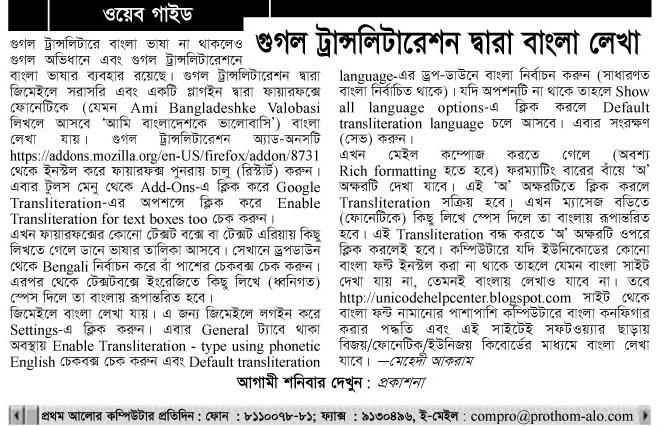 ওয়েব গাইড
গুগল ট্রান্সলিটারেশন দ্বারা বাংলা লেখা
গুগল ট্রান্সলিটারে বাংলা ভাষা না থাকলেও
গুগল অভিধানে এবং গুগল ট্রান্সলিটারেশনে
বাংলা ভাষার ব্যবহার রয়েছে। গুগল ট্রান্সলিটারেশন দ্বারা
জিমেইলে সরাসরি এবং একটি প্লাগইন দ্বারা ফায়ারফক্সে
ফোনেটিকে (যেমন Ami Bangladeshke Valobasi
লিখলে আসবে ‘আমি বাংলাদেশকে ভালোবাসি’) বাংলা
লেখা যায়। গুগল ট্রান্সলিটারেশন অ্যাড-অনসটি
https://addons.mozilla.org/en-US/firefox/addon/8731
থেকে ইনস্টল করে ফায়ারফক্স পুনরায় চালু (রিস্টার্ট) করুন।
এবার টুলস মেনু থেকে Add-Ons-এ ক্লিক করে Google
Transliteration-এর অপশন্সে ক্লিক করে Enable
Transliteration for text boxes too চেক করুন।
এখন ফায়ারফক্সের কোনো টেক্সট বক্সে বা টেক্সট এরিয়ায় কিছু
লিখতে গেলে ডানে ভাষার তালিকা আসবে। সেখানে ড্রপডাউন
থেকে Bengali নির্বাচন করে বাঁ পাশের চেকবক্স চেক করুন।
এরপর থেকে টেক্সটবক্সে ইংরেজিতে কিছু লিখে (ধ্বনিগত)
স্পেস দিলে তা বাংলায় রূপান্তরিত হবে।
জিমেইলে বাংলা লেখা যায়। এ জন্য জিমেইলে লগইন করে
Settings-এ ক্লিক করুন। এবার General ট্যাবে থাকা
অবস্থায় Enable Transliteration - type using phonetic
English চেকবক্স চেক করুন এবং Default transliteration
language-এর ড্রপ-ডাউনে বাংলা নির্বাচন করুন (সাধারণত
বাংলা নির্বাচিত থাকে)। যদি অপশনটি না থাকে তাহলে Show
all language options-এ ক্লিক করলে Default
transliteration language চলে আসবে। এবার সংরক্ষণ
(সেভ) করুন।
এখন মেইল কম্পোজ করতে গেলে (অবশ্য
Rich formatting হতে হবে) ফরম্যাটিং বারের বাঁয়ে ‘অ’
অক্ষরটি দেখা যাবে। এই ‘অ’ অক্ষরটিতে ক্লিক করলে
Transliteration সক্রিয় হবে। এখন ম্যাসেজ বডিতে
(ফোনেটিকে) কিছু লিখে স্পেস দিলে তা বাংলায় রূপান্তরিত
হবে। এই Transliteration বন্ধ করতে ‘অ’ অক্ষরটি ওপরে
ক্লিক করলেই হবে। কম্পিউটারে যদি ইউনিকোডের কোনো
বাংলা ফন্ট ইনস্টল করা না থাকে তাহলে যেমন বাংলা সাইট
দেখা যায় না, তেমনই বাংলায় লেখাও যাবে না। তবে
http://unicodehelpcenter.blogspot.com সাইট থেকে
বাংলা ফন্ট নামানোর পাশাপাশি কম্পিউটারে বাংলা কনফিগার
করার পদ্ধতি এবং এই সাইটেই সফটওয়্যার ছাড়ায়
বিজয়/ফোনেটিক/ইউনিজয় কিবোর্ডের মাধ্যমে বাংলা লেখা
যাবে। —মেহেদী আকরাম
আগামী শনিবার দেখুন : প্রকাশনা
প্রথম আলোর কম্পিউটার প্রতিদিন : ফোন : ৮১১০০৭৮-৮১; ফ্যাক্স : ৯১৩০৪৯৬, ই-মেইল : compro@prothom-alo.com